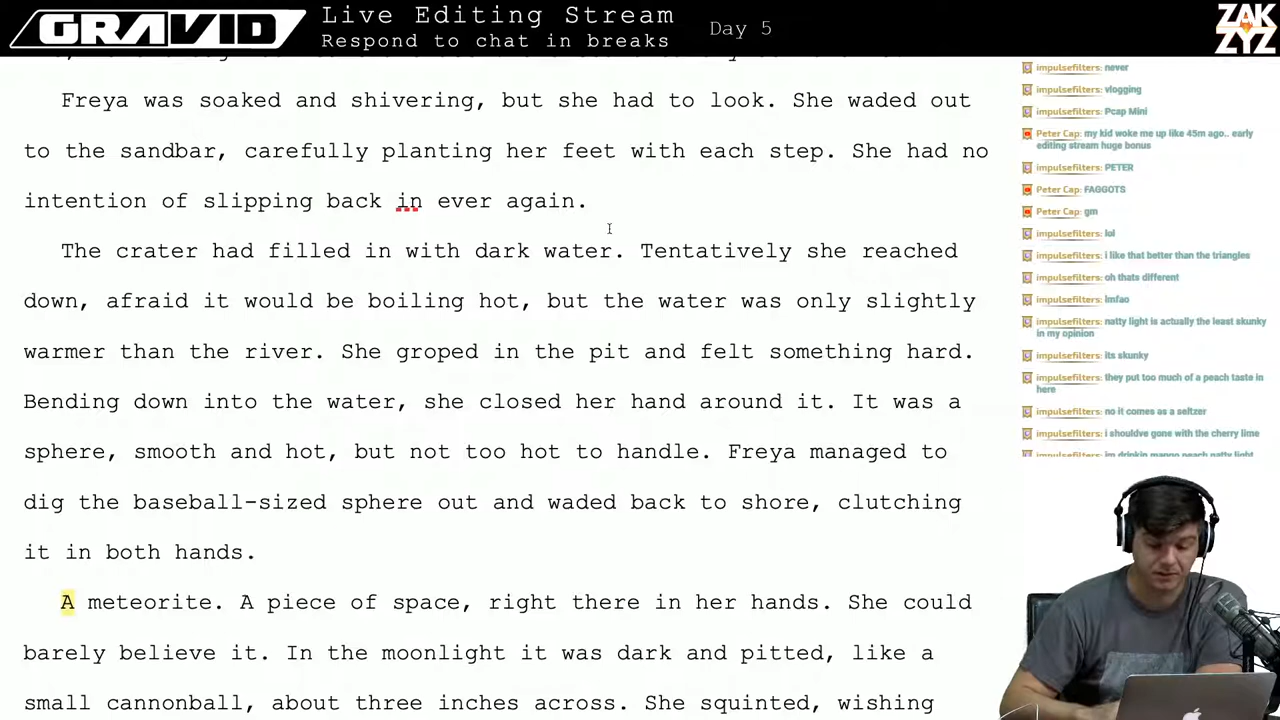 GRAVID
Live Editing Stream
Respond to chat in breaks
Day 5
ZAK
ZYZ
Freya was soaked and shivering, but she had to look. She waded out
to the sandbar, carefully planting her feet with each step. She had no
intention of slipping back in ever again.
The crater had filled in with dark water. Tentatively she reached
down, afraid it would be boiling hot, but the water was only slightly
warmer than the river. She groped in the pit and felt something hard.
Bending down into the water, she closed her hand around it. It was a
sphere, smooth and hot, but not too hot to handle. Freya managed to
dig the baseball-sized sphere out and waded back to shore, clutching
it in both hands.
A meteorite. A piece of space, right there in her hands. She could
barely believe it. In the moonlight it was dark and pitted, like a
small cannonball, about three inches across. She squinted, wishing
impulsefilters: never
impulsefilters: vlogging
impulsefilters: Pcap Mini
Peter Cap: my kid woke me up like 45m ago.. early
editing stream huge bonus
impulsefilters: PETER
Peter Cap: FAGGOTS
Peter Cap: gm
impulsefilters: lol
impulsefilters: i like that better than the triangles
impulsefilters: oh thats different
impulsefilters: lmfao
impulsefilters: natty light is actually the least skunky
in my opinion
impulsefilters: its skunky
impulsefilters: they put too much of a peach taste in
here
impulsefilters: no it comes as a seltzer
impulsefilters: i shouldve gone with the cherry lime
impulsefilters: im drinkin mango peach natty light